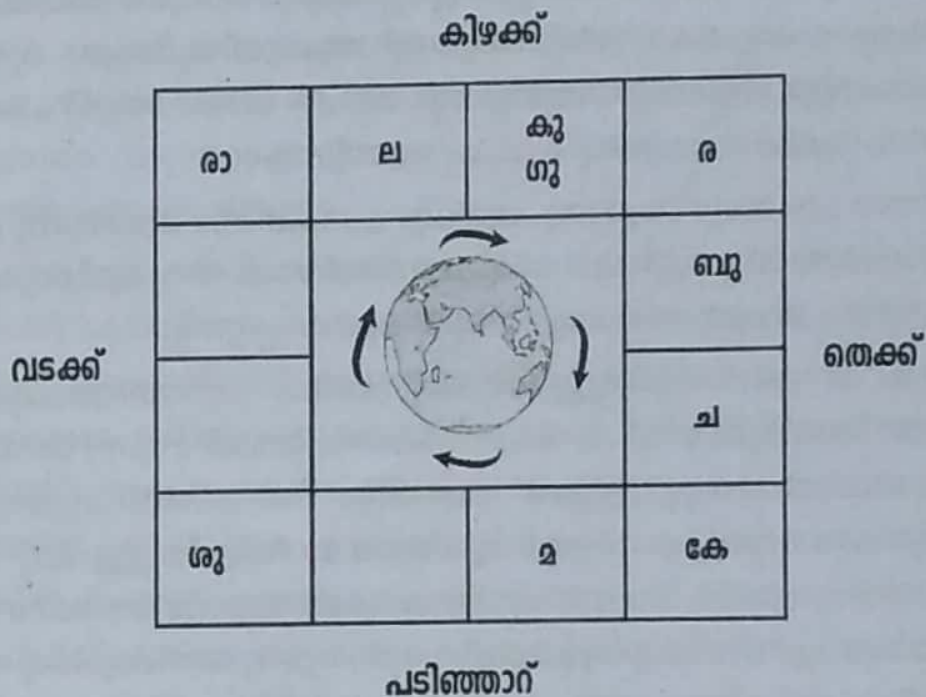 കിഴക്ക്
രാ
ല
കു
ഗു
ര
ബു
വടക്ക്
തെക്ക്
ച
ശു
മ
കേ
പടിഞ്ഞാറ്